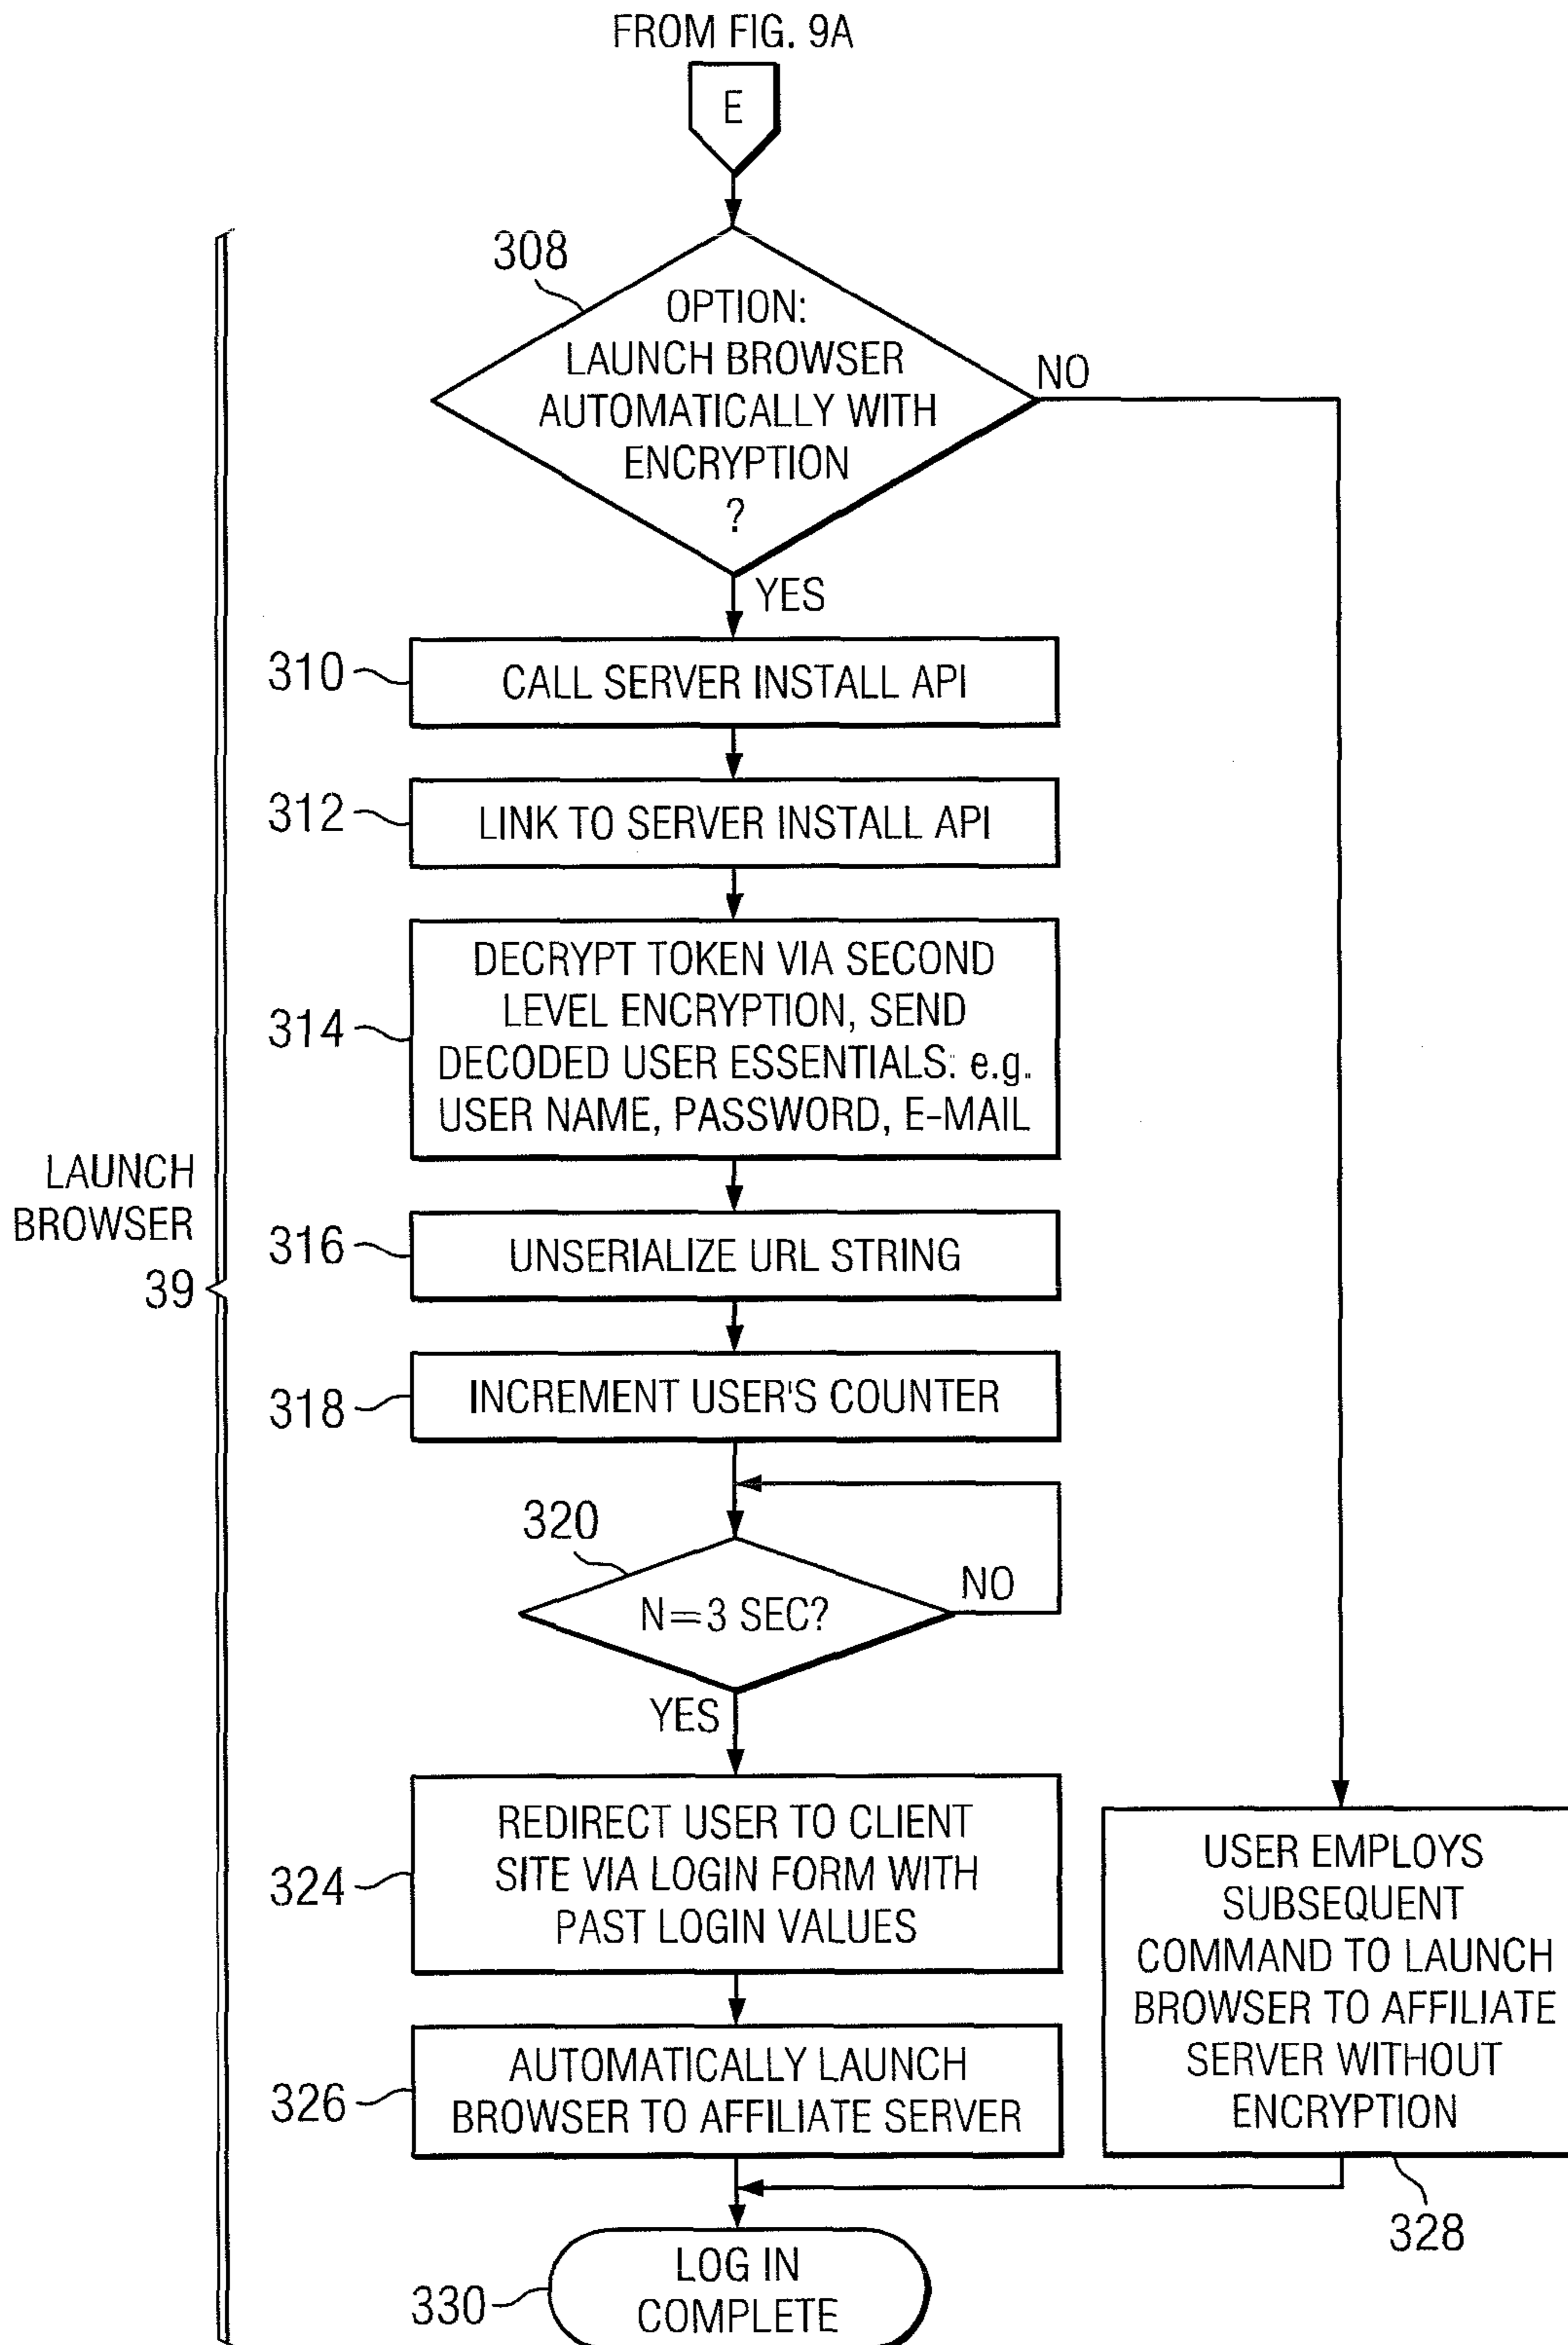 FROM FIG. 9A
E
308
OPTION:
LAUNCH BROWSER
AUTOMATICALLY WITH
ENCRYPTION
?
NO
YES
310
CALL SERVER INSTALL API
312
LINK TO SERVER INSTALL API
314
DECRYPT TOKEN VIA SECOND
LEVEL ENCRYPTION, SEND
DECODED USER ESSENTIALS: e.g.
USER NAME, PASSWORD, E-MAIL
LAUNCH
BROWSER
39
316
UNSERIALIZE URL STRING
318
INCREMENT USER'S COUNTER
320
N=3 SEC?
NO
YES
324
REDIRECT USER TO CLIENT
SITE VIA LOGIN FORM WITH
PAST LOGIN VALUES
326
AUTOMATICALLY LAUNCH
BROWSER TO AFFILIATE SERVER
USER EMPLOYS
SUBSEQUENT
COMMAND TO LAUNCH
BROWSER TO AFFILIATE
SERVER WITHOUT
ENCRYPTION
328
330
LOG IN
COMPLETE